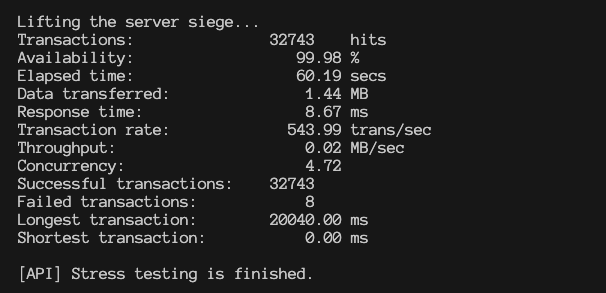 Lifting the server siege...
Transactions: 32743 hits
Availability: 99.98 %
Elapsed time: 60.19 secs
Data transferred: 1.44 MB
Response time: 8.67 ms
Transaction rate: 543.99 trans/sec
Throughput: 0.02 MB/sec
Concurrency: 4.72
Successful transactions: 32743
Failed transactions: 8
Longest transaction: 20040.00 ms
Shortest transaction: 0.00 ms
[API] Stress testing is finished.